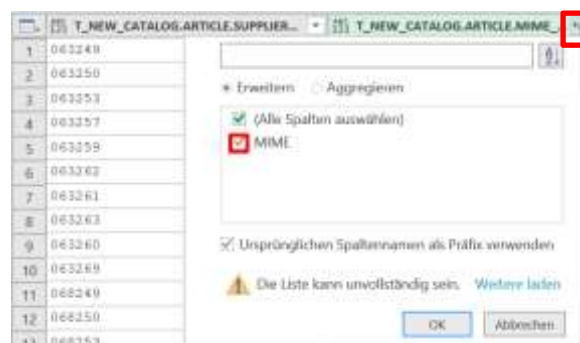 T_NEW_CATALOG.ARTICLE.SUPPLIER... T_NEW_CATALOG.ARTICLE.MIME_...
1 063249
2 063250
3 063253
4 063257
5 063259
6 063262
7 063261
8 063263
9 063260
10 063269
11 068249
12 068250
13 068253
Erweitern Aggregieren
(Alle Spalten auswählen)
MIME
Ursprünglichen Spaltennamen als Präfix verwenden
Die Liste kann unvollständig sein. Weitere laden
OK Abbrechen